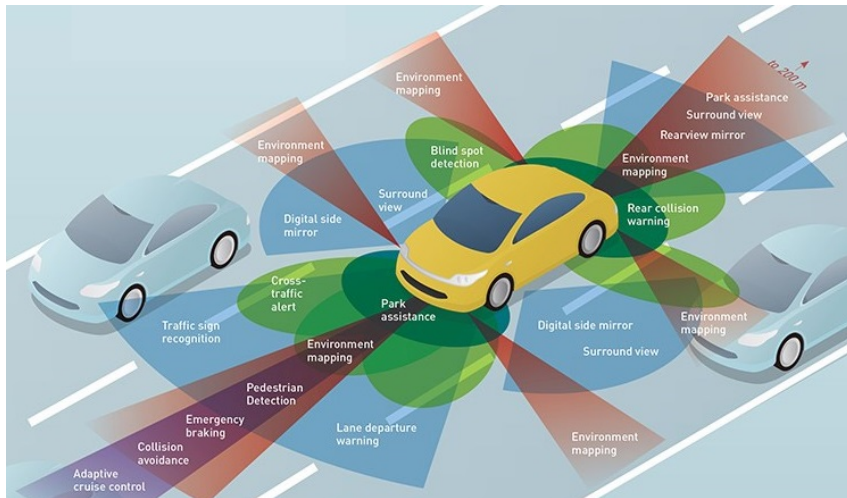 Environment
mapping
to 200 m
Park assistance
Surround view
Rearview mirror
Environment
mapping
Blind spot
detection
Environment
mapping
Surround
view
Digital side
mirror
Rear collision
warning
Cross-
traffic
alert
Park
assistance
Environment
mapping
Traffic sign
recognition
Digital side mirror
Surround view
Environment
mapping
Pedestrian
Detection
Emergency
braking
Lane departure
warning
Collision
avoidance
Environment
mapping
Adaptive
cruise control